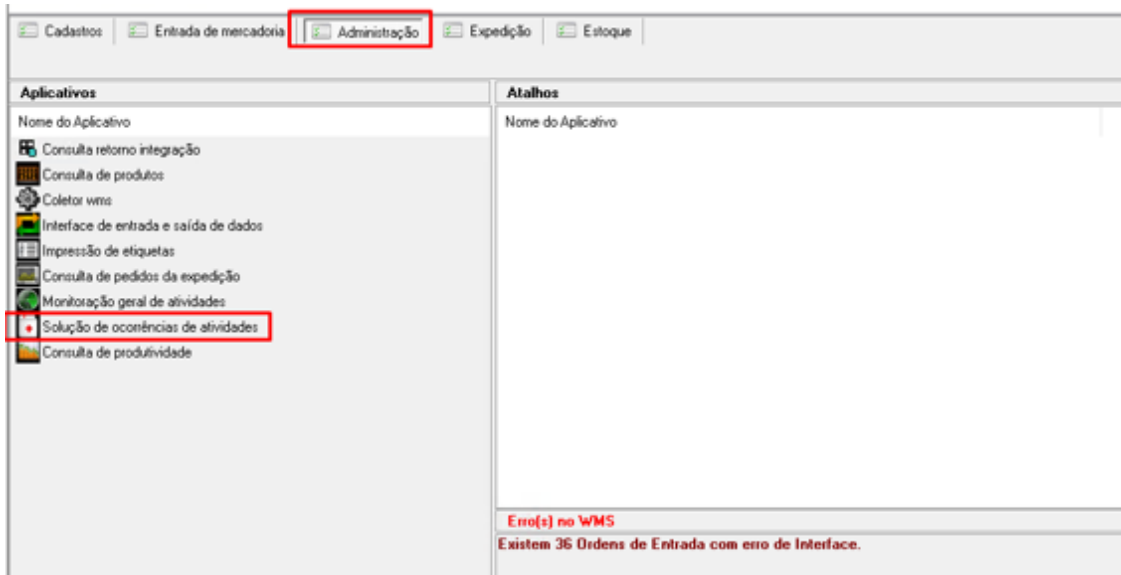 Cadastros Entrada de mercadoria Administração Expedição Estoque
Aplicativos
Nome do Aplicativo
Consulta retorno integração
Consulta de produtos
Coletor wms
Interface de entrada e saída de dados
Impressão de etiquetas
Consulta de pedidos da expedição
Monitoração geral de atividades
Solução de ocorrências de atividades
Consulta de produtividade
Atalhos
Nome do Aplicativo
Erro(s) no WMS
Existem 36 Ordens de Entrada com erro de Interface.